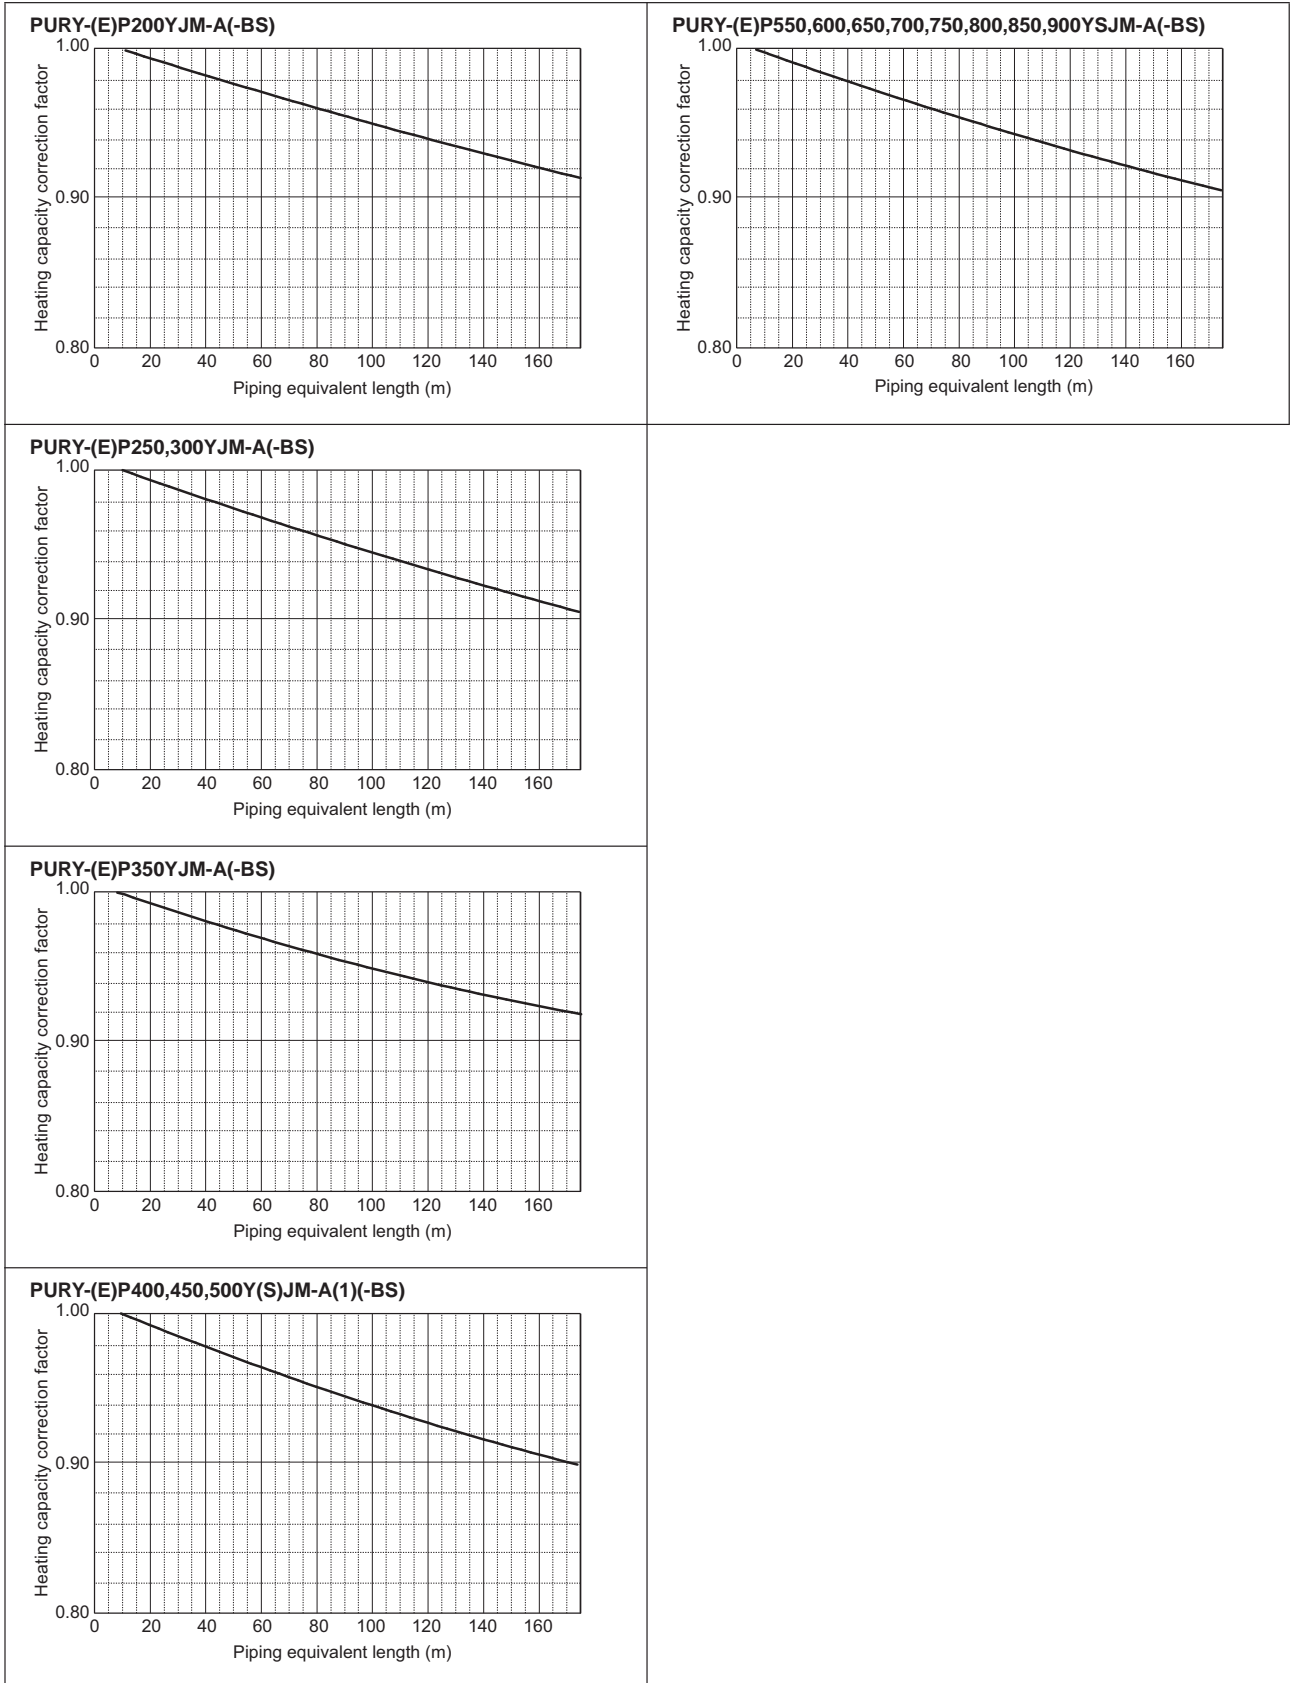 PURY-(E)P200YJM-A(-BS)
Heating capacity correction factor
1.00
0.90
0.80
0 20 40 60 80 100 120 140 160
Piping equivalent length (m)
PURY-(E)P550,600,650,700,750,800,850,900YSJM-A(-BS)
Heating capacity correction factor
1.00
0.90
0.80
0 20 40 60 80 100 120 140 160
Piping equivalent length (m)
PURY-(E)P250,300YJM-A(-BS)
Heating capacity correction factor
1.00
0.90
0.80
0 20 40 60 80 100 120 140 160
Piping equivalent length (m)
PURY-(E)P350YJM-A(-BS)
Heating capacity correction factor
1.00
0.90
0.80
0 20 40 60 80 100 120 140 160
Piping equivalent length (m)
PURY-(E)P400,450,500Y(S)JM-A(1)(-BS)
Heating capacity correction factor
1.00
0.90
0.80
0 20 40 60 80 100 120 140 160
Piping equivalent length (m)